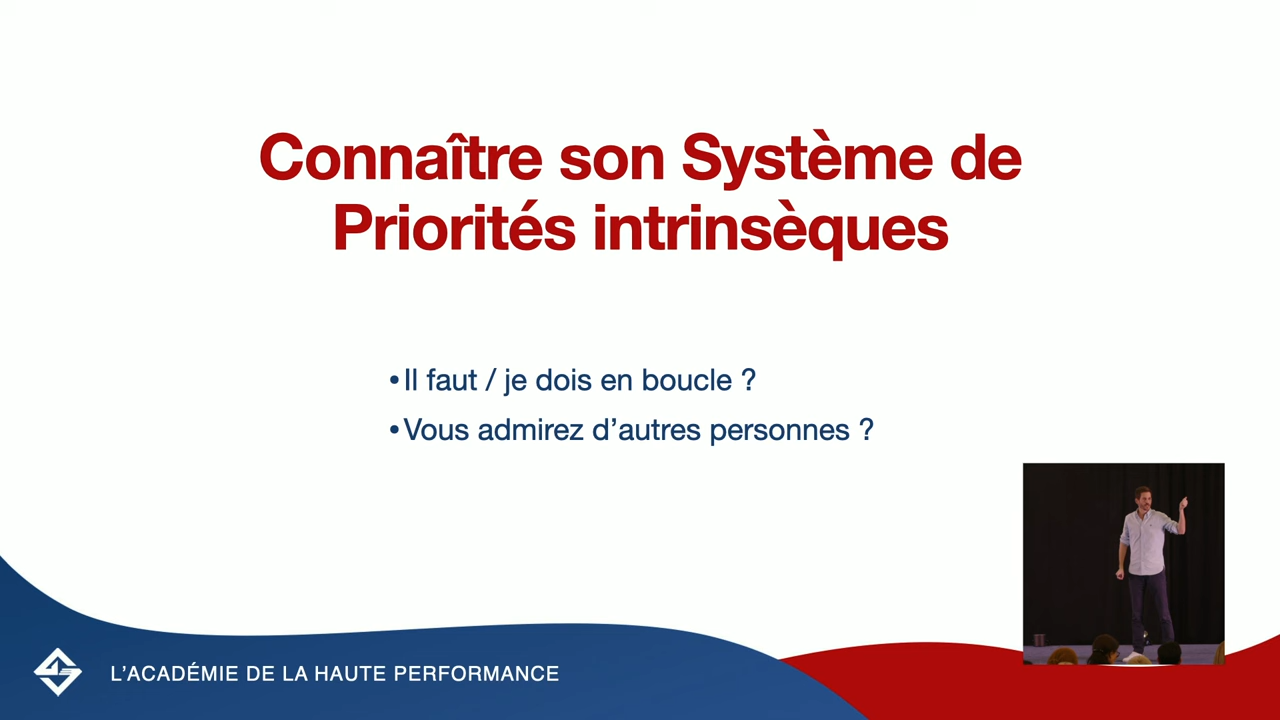 Connaître son Système de
Priorités intrinsèques
•Il faut / je dois en boucle ?
•Vous admirez d’autres personnes ?
L’ACADÉMIE DE LA HAUTE PERFORMANCE